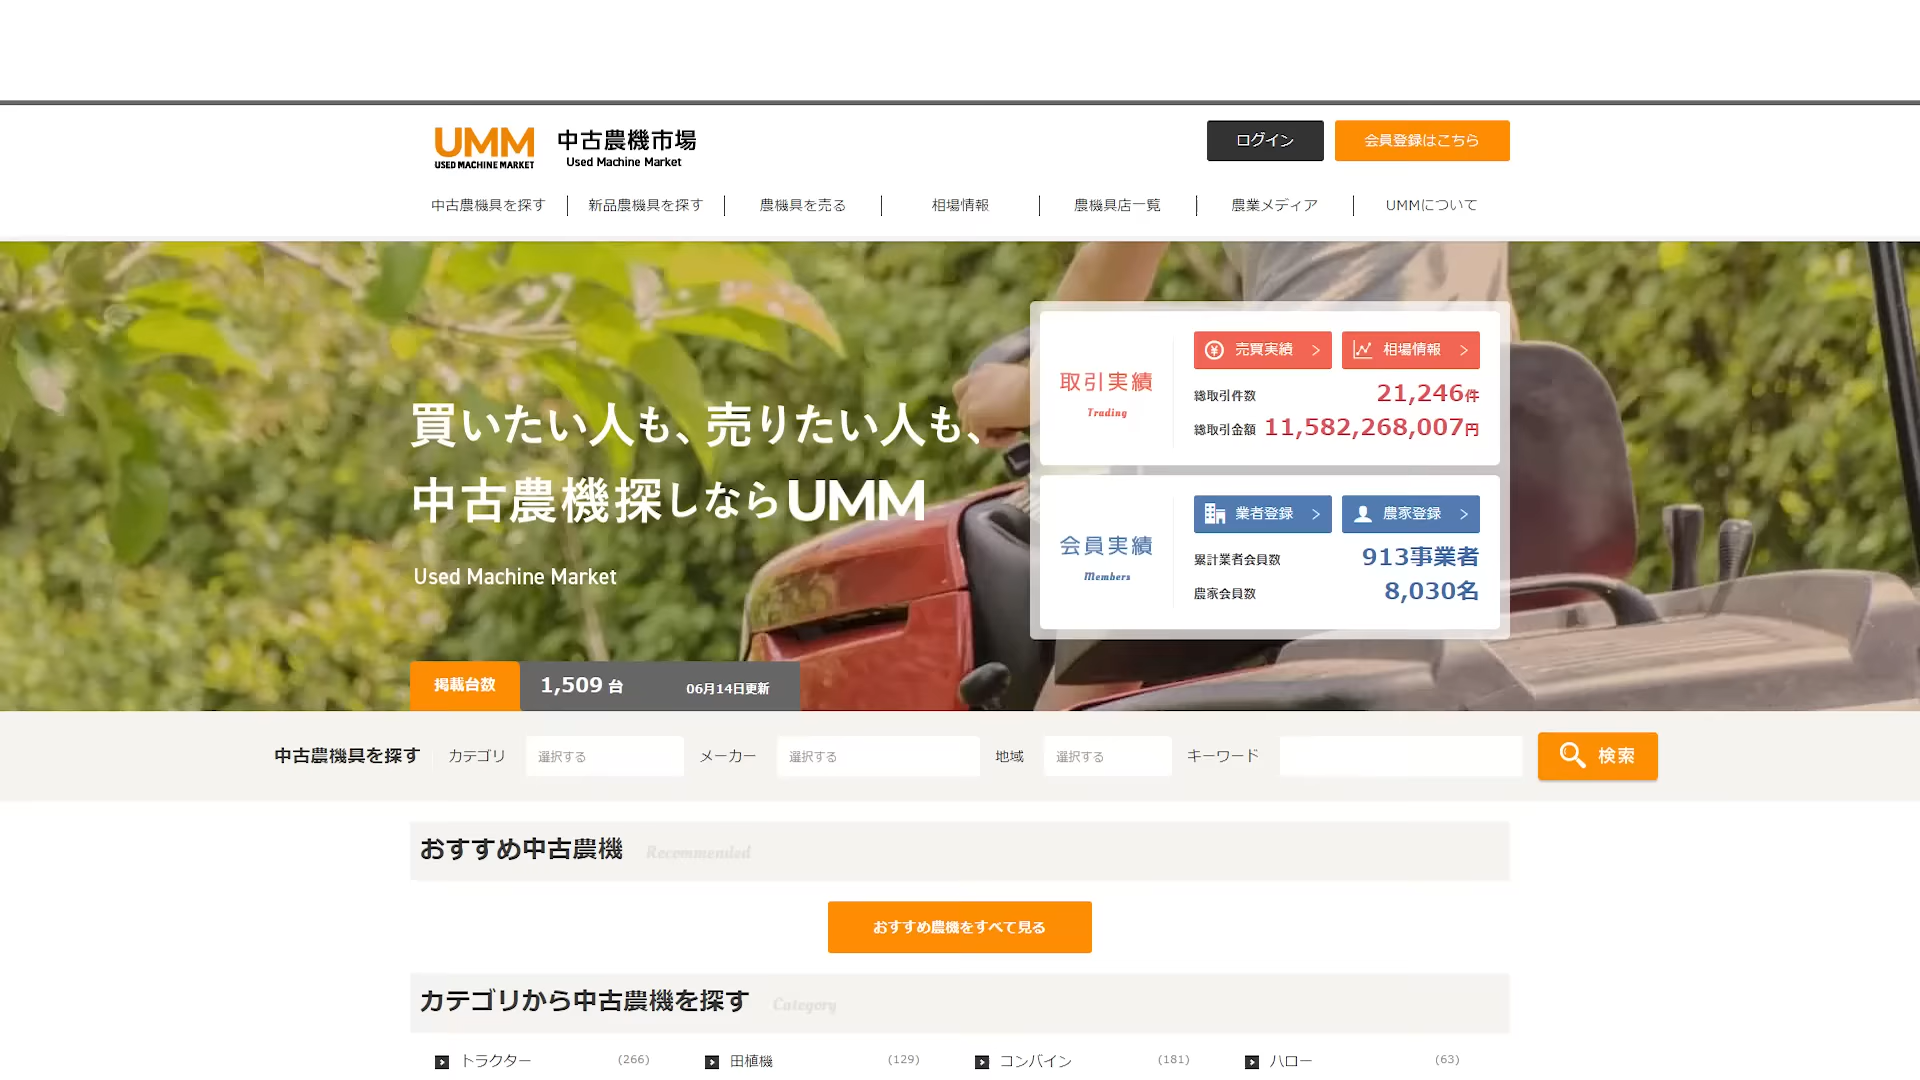 UMM
USED MACHINE MARKET
中古農機市場
Used Machine Market
ログイン
会員登録はこちら
中古農機具を探す
新品農機具を探す
農機具を売る
相場情報
農機具店一覧
農業メディア
UMMについて
買いたい人も、売りたい人も、
中古農機探しならUMM
Used Machine Market
取引実績
Trading
売買実績
相場情報
総取引件数 21,246件
総取引金額 11,582,268,007円
会員実績
Members
業者登録
農家登録
累計業者会員数 913事業者
農家会員数 8,030名
掲載台数 1,509 台 06月14日更新
中古農機具を探す カテゴリ 選択する メーカー 選択する 地域 選択する キーワード 検索
おすすめ中古農機 Recommended
おすすめ農機をすべて見る
カテゴリから中古農機を探す Category
トラクター (266) 田植機 (129) コンバイン (181) ハロー (63)